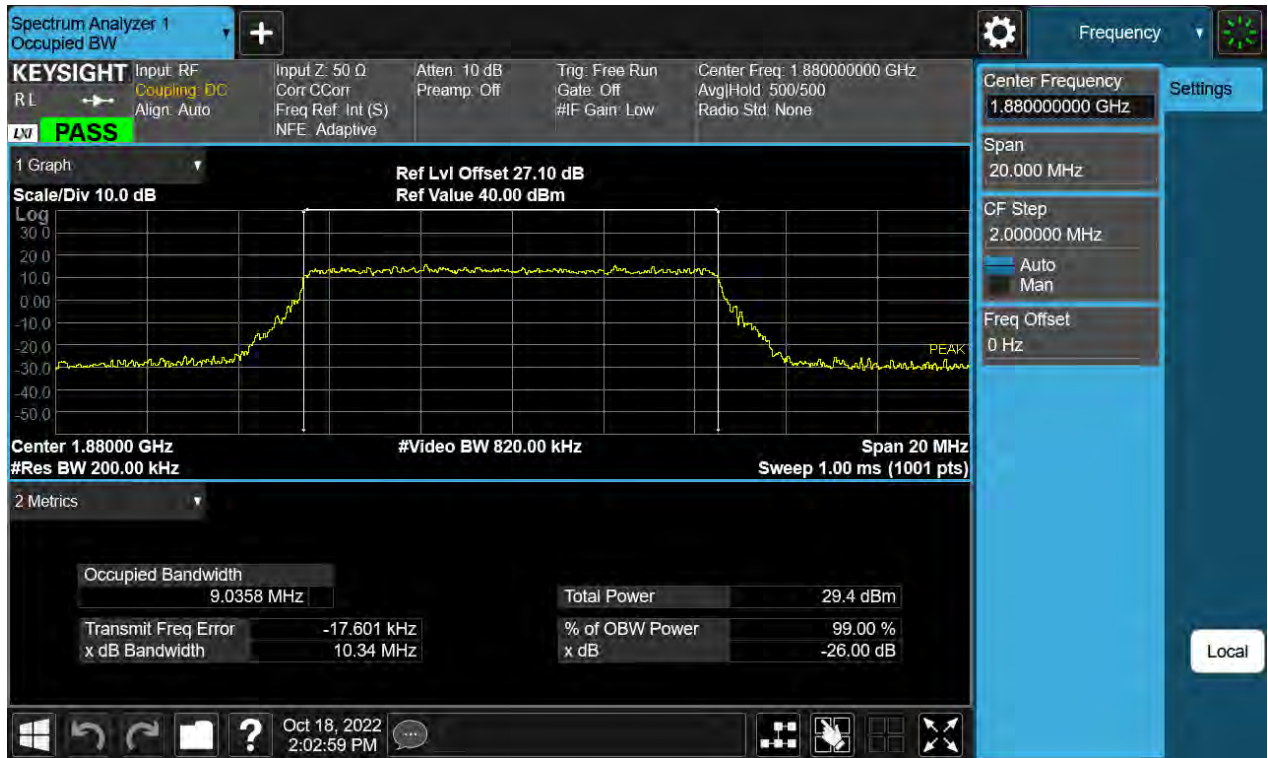 Spectrum Analyzer 1
Occupied BW
+
Frequency
KEYSIGHT
RL
LXI
PASS
Input: RF
Coupling: DC
Align: Auto
Input Z: 50 Ω
Corr CCorr
Freq Ref: Int (S)
NFE: Adaptive
Atten: 10 dB
Preamp: Off
Trig: Free Run
Gate: Off
#IF Gain: Low
Center Freq: 1.880000000 GHz
Avg|Hold: 500/500
Radio Std: None
1 Graph
Scale/Div 10.0 dB
Ref Lvl Offset 27.10 dB
Ref Value 40.00 dBm
Log
30.0
20.0
10.0
0.00
-10.0
-20.0
-30.0
-40.0
-50.0
PEAK
Center 1.88000 GHz
#Video BW 820.00 kHz
Span 20 MHz
#Res BW 200.00 kHz
Sweep 1.00 ms (1001 pts)
2 Metrics
Occupied Bandwidth
9.0358 MHz
Total Power 29.4 dBm
Transmit Freq Error -17.601 kHz
% of OBW Power 99.00 %
x dB Bandwidth 10.34 MHz
x dB -26.00 dB
Center Frequency
1.880000000 GHz
Settings
Span
20.000 MHz
CF Step
2.000000 MHz
Auto
Man
Freq Offset
0 Hz
Local
?
Oct 18, 2022
2:02:59 PM